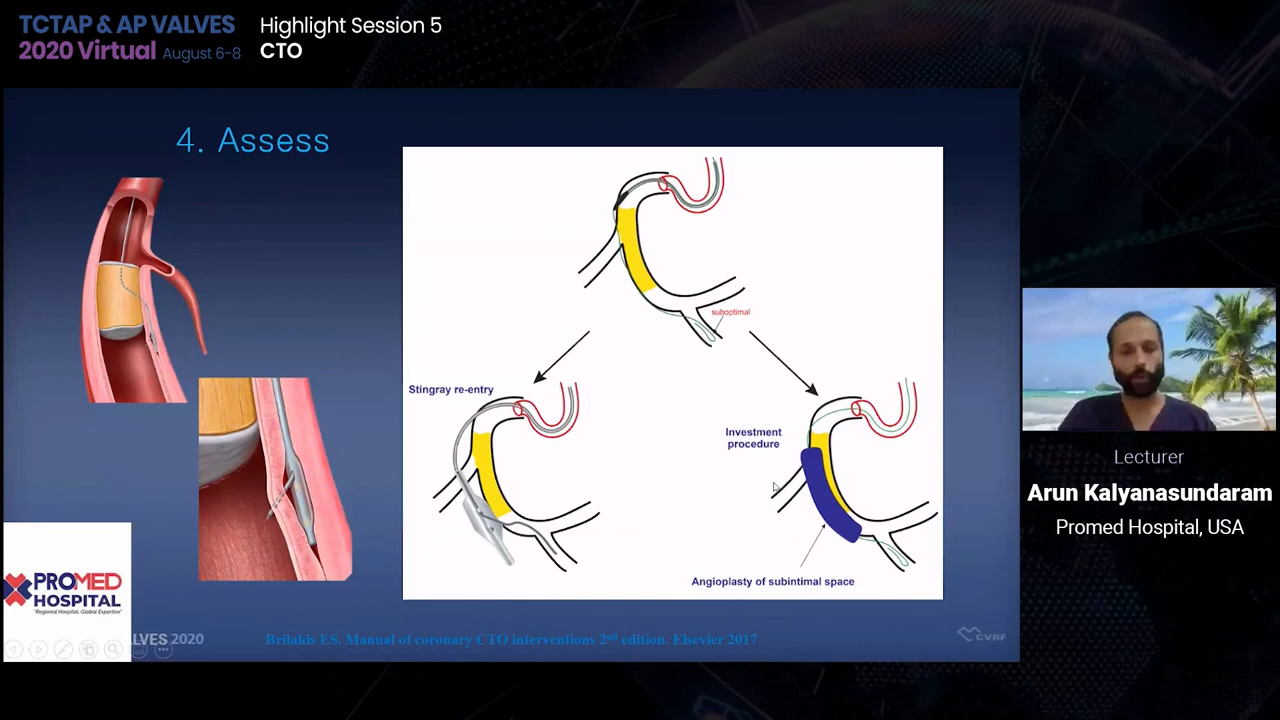 TCTAP & AP VALVES
2020 Virtual August 6-8
Highlight Session 5
CTO
4. Assess
suboptimal
Stingray re-entry
Investment
procedure
Angioplasty of subintimal space
PROMED
HOSPITAL
"Regional Hospital, Global Expertise"
VALVES 2020
Brilakis ES. Manual of coronary CTO interventions 2nd edition. Elsevier 2017
CVRF
Lecturer
Arun Kalyanasundaram
Promed Hospital, USA